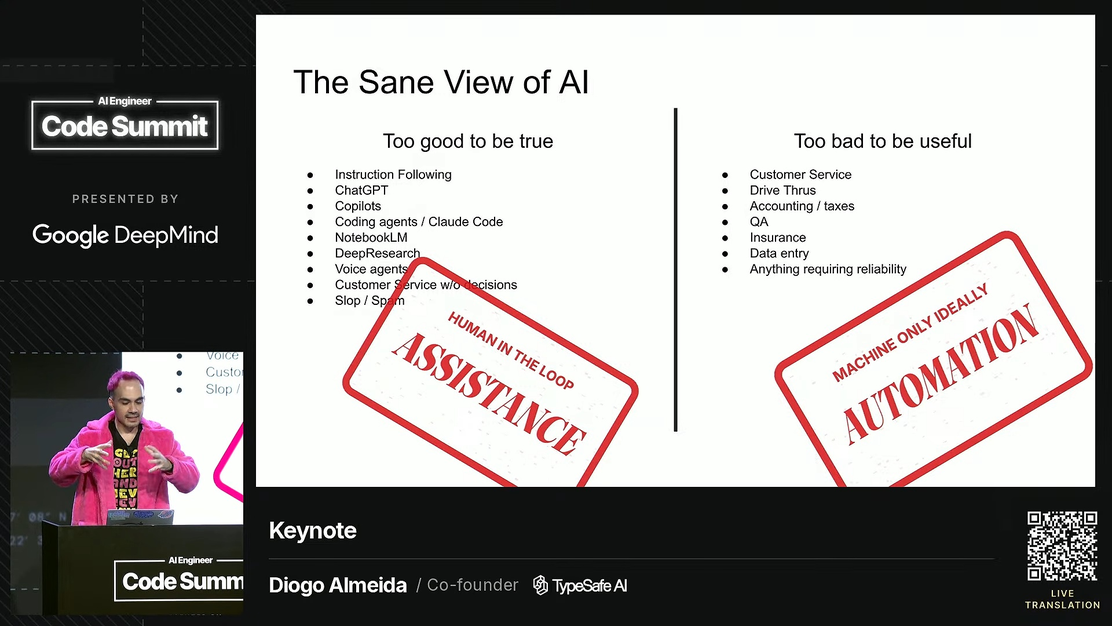 AI Engineer
Code Summit
PRESENTED BY
Google DeepMind
The Sane View of AI
Too good to be true
● Instruction Following
● ChatGPT
● Copilots
● Coding agents / Claude Code
● NotebookLM
● DeepResearch
● Voice agents
● Customer Service w/o decisions
● Slop / Spam
HUMAN IN THE LOOP
ASSISTANCE
Too bad to be useful
● Customer Service
● Drive Thrus
● Accounting / taxes
● QA
● Insurance
● Data entry
● Anything requiring reliability
MACHINE ONLY IDEALLY
AUTOMATION
● Voice
● Custo
● Slop /
AI Engineer
Code Summ
Keynote
Diogo Almeida / Co-founder TypeSafe AI
LIVE
TRANSLATION